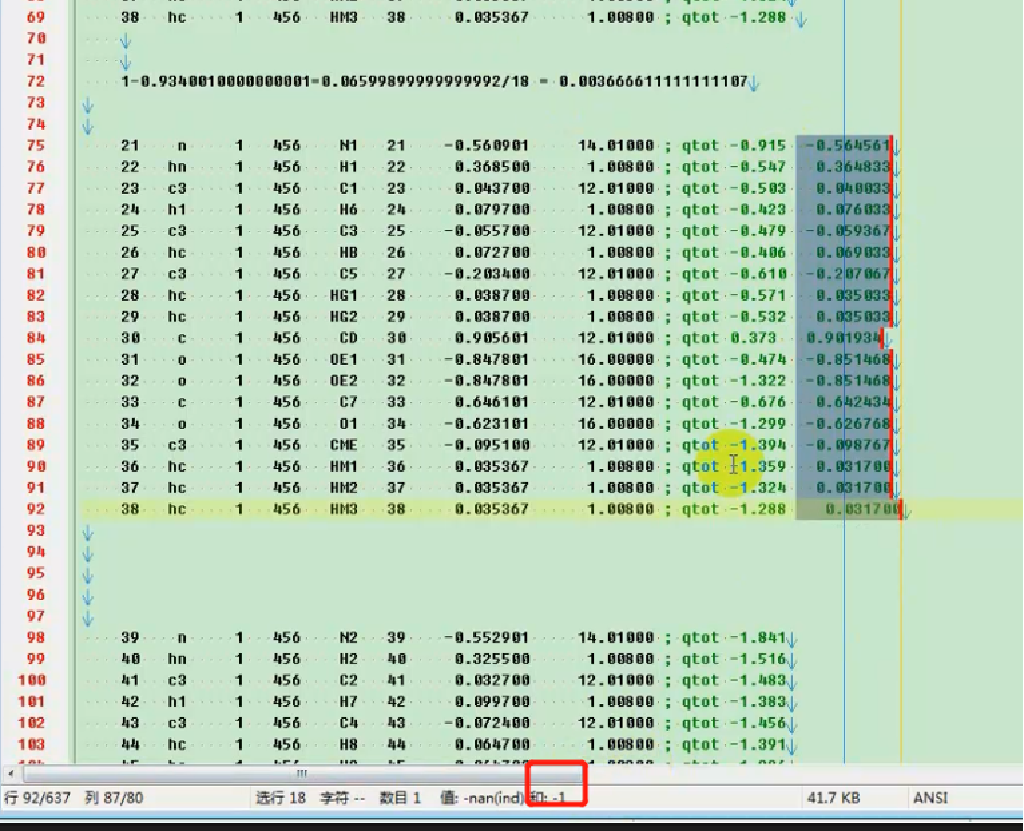 69 38 hc 1 456 HM3 38 0.035367 1.00800 ; qtot -1.288
70
71
72 1-0.9340010000000001-0.06599899999999992/18 = 0.003666611111111107
73
74
75 21 n 1 456 N1 21 -0.560901 14.01000 ; qtot -0.915 -0.564561
76 22 hn 1 456 H1 22 0.368500 1.00800 ; qtot -0.547 0.364833
77 23 c3 1 456 C1 23 0.043700 12.01000 ; qtot -0.503 0.040033
78 24 h1 1 456 H6 24 0.079700 1.00800 ; qtot -0.423 0.076033
79 25 c3 1 456 C3 25 -0.055700 12.01000 ; qtot -0.479 -0.059367
80 26 hc 1 456 HB 26 0.072700 1.00800 ; qtot -0.406 0.069033
81 27 c3 1 456 C5 27 -0.203400 12.01000 ; qtot -0.610 -0.207067
82 28 hc 1 456 HG1 28 0.038700 1.00800 ; qtot -0.571 0.035033
83 29 hc 1 456 HG2 29 0.038700 1.00800 ; qtot -0.532 0.035033
84 30 c 1 456 CD 30 0.905601 12.01000 ; qtot 0.373 0.901934
85 31 o 1 456 OE1 31 -0.847801 16.00000 ; qtot -0.474 -0.851468
86 32 o 1 456 OE2 32 -0.847801 16.00000 ; qtot -1.322 -0.851468
87 33 c 1 456 C7 33 0.646101 12.01000 ; qtot -0.676 0.642434
88 34 o 1 456 O1 34 -0.623101 16.00000 ; qtot -1.299 -0.626768
89 35 c3 1 456 CME 35 -0.095100 12.01000 ; qtot -1.394 -0.098767
90 36 hc 1 456 HM1 36 0.035367 1.00800 ; qtot -1.359 0.031700
91 37 hc 1 456 HM2 37 0.035367 1.00800 ; qtot -1.324 0.031700
92 38 hc 1 456 HM3 38 0.035367 1.00800 ; qtot -1.288 0.031700
93
94
95
96
97
98 39 n 1 456 N2 39 -0.552901 14.01000 ; qtot -1.841
99 40 hn 1 456 H2 40 0.325500 1.00800 ; qtot -1.516
100 41 c3 1 456 C2 41 0.032700 12.01000 ; qtot -1.483
101 42 h1 1 456 H7 42 0.099700 1.00800 ; qtot -1.383
102 43 c3 1 456 C4 43 -0.072400 12.01000 ; qtot -1.456
103 44 hc 1 456 H8 44 0.064700 1.00800 ; qtot -1.391
行 92/637 列 87/80 选行 18 字符 -- 数目 1 值: -nan(ind) 和: -1 41.7 KB ANSI